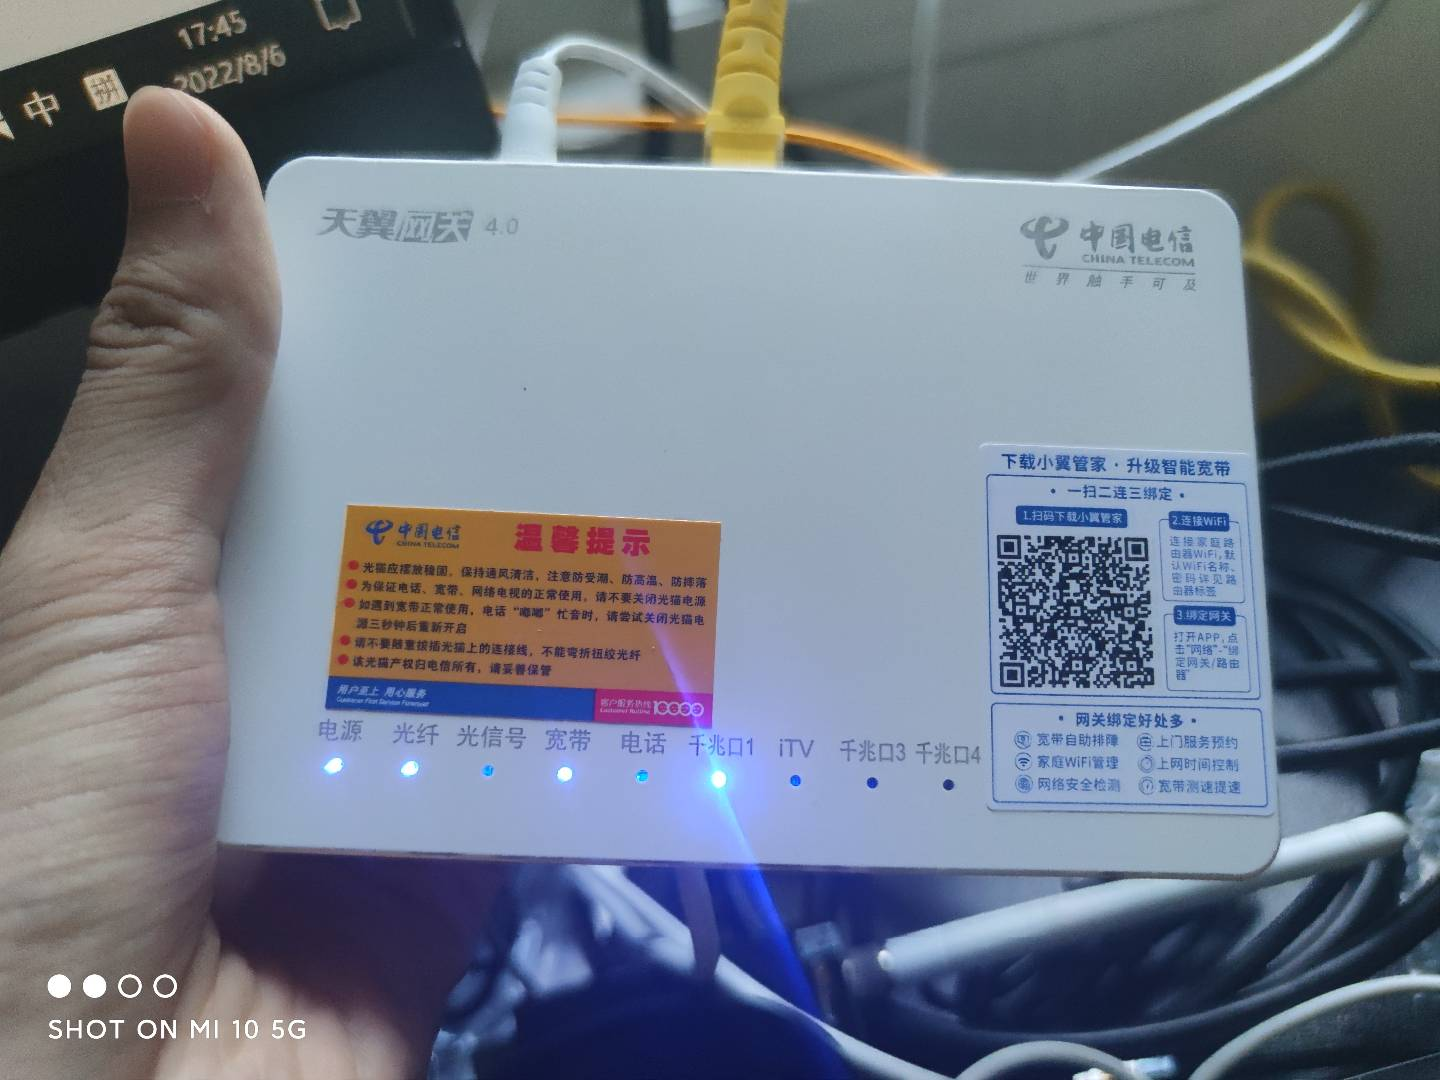 17:45
中 拼 2022/8/6
天翼网关 4.0
中国电信
CHINA TELECOM
世界触手可及
下载小翼管家·升级智能宽带
• 一扫二连三绑定 •
1.扫码下载小翼管家
2.连接WiFi
连接家庭路
由器WiFi,默
认WiFi名称、
密码详见路
由器标签
3.绑定网关
打开APP,点
击"网络"-"绑
定网关/路由
器"
• 网关绑定好处多 •
宽带自助排障 上门服务预约
家庭WiFi管理 上网时间控制
网络安全检测 宽带测速提速
中国电信
CHINA TELECOM
温馨提示
光猫应摆放稳固，保持通风清洁，注意防受潮、防高温、防摔落
为保证电话、宽带、网络电视的正常使用，请不要关闭光猫电源
如遇到宽带正常使用，电话“嘟嘟”忙音时，请尝试关闭光猫电
源三秒钟后重新开启
请不要随意拔插光猫上的连接线，不能弯折扭绞光纤
该光猫产权归电信所有，请妥善保管
用户至上 用心服务
Customer First Service Foremost
客户服务热线
Customer Hotline
10000
电源 光纤 光信号 宽带 电话 千兆口1 iTV 千兆口3 千兆口4
SHOT ON MI 10 5G